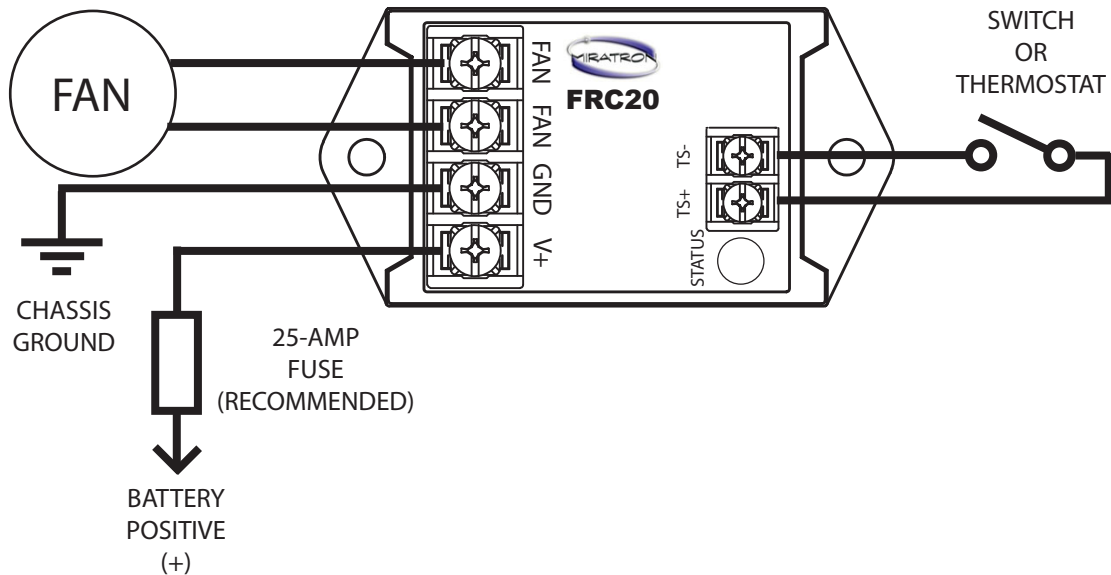 FAN
CHASSIS
GROUND
25-AMP
FUSE
(RECOMMENDED)
BATTERY
POSITIVE
(+)
FAN
FAN
GND
V+
MIRATRON
FRC20
TS-
TS+
STATUS
SWITCH
OR
THERMOSTAT